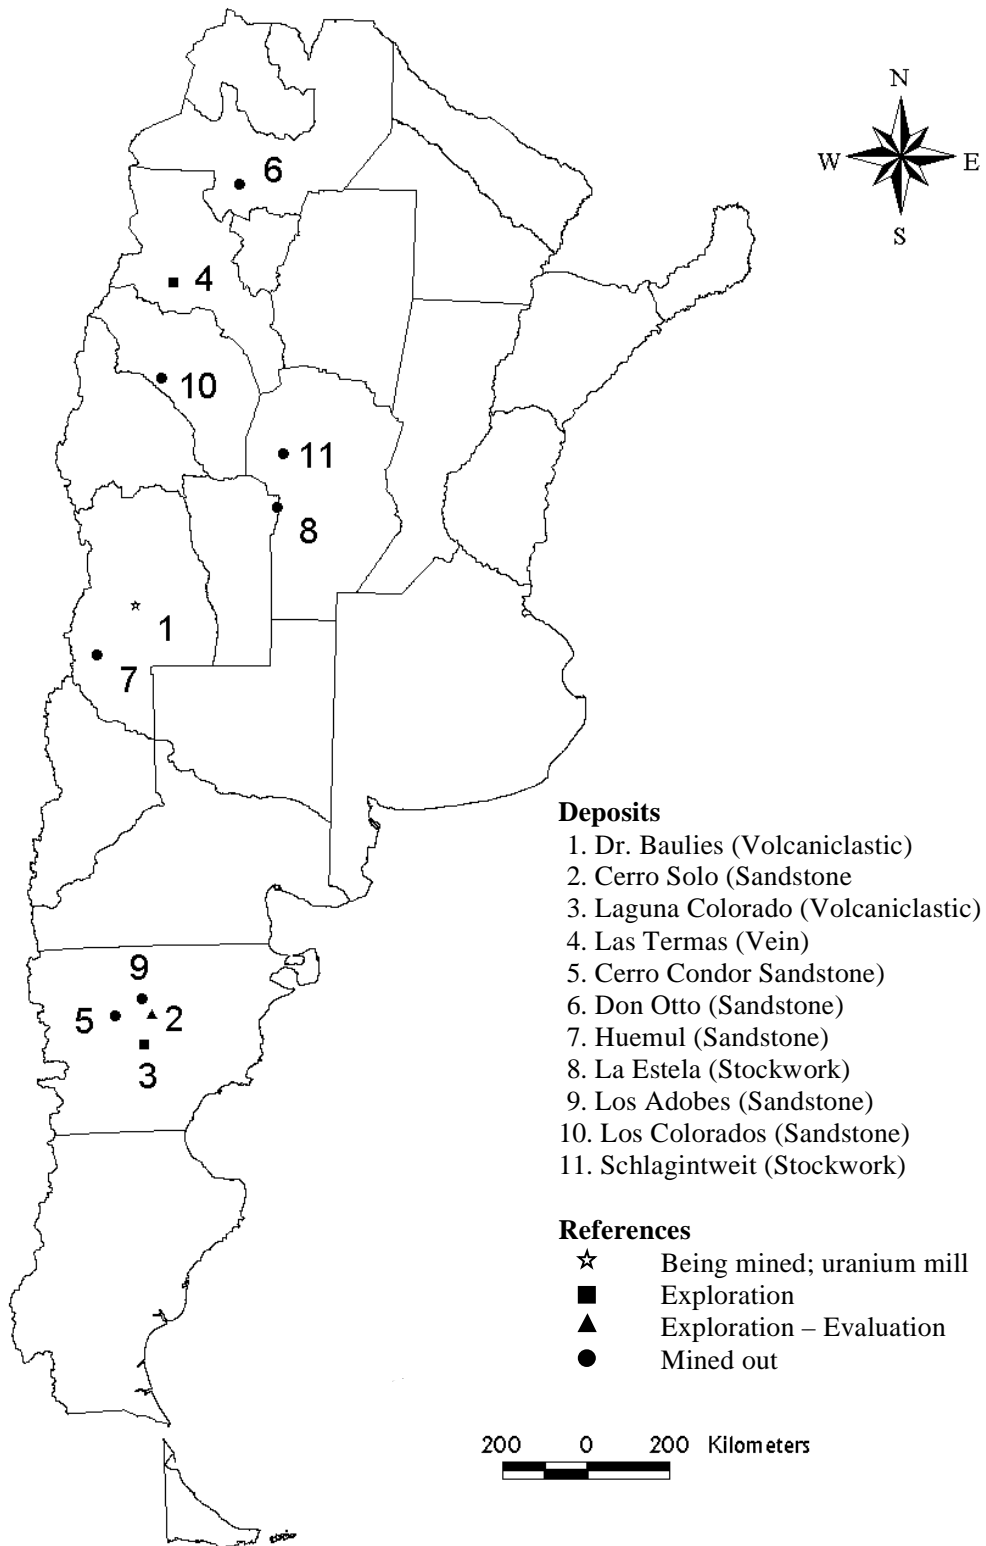 N
W
E
S
6
4
10
11
8
1
7
9
5
2
3
Deposits
1. Dr. Baulies (Volcaniclastic)
2. Cerro Solo (Sandstone
3. Laguna Colorado (Volcaniclastic)
4. Las Termas (Vein)
5. Cerro Condor Sandstone)
6. Don Otto (Sandstone)
7. Huemul (Sandstone)
8. La Estela (Stockwork)
9. Los Adobes (Sandstone)
10. Los Colorados (Sandstone)
11. Schlagintweit (Stockwork)
References
Being mined; uranium mill
Exploration
Exploration – Evaluation
Mined out
200 0 200 Kilometers